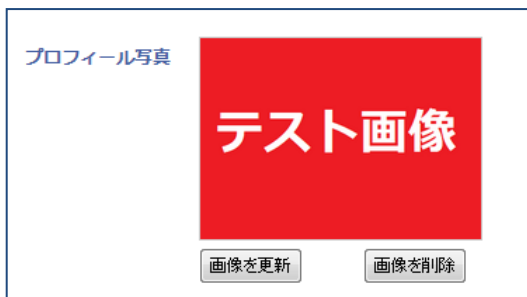 プロフィール写真
テスト画像
画像を更新
画像を削除